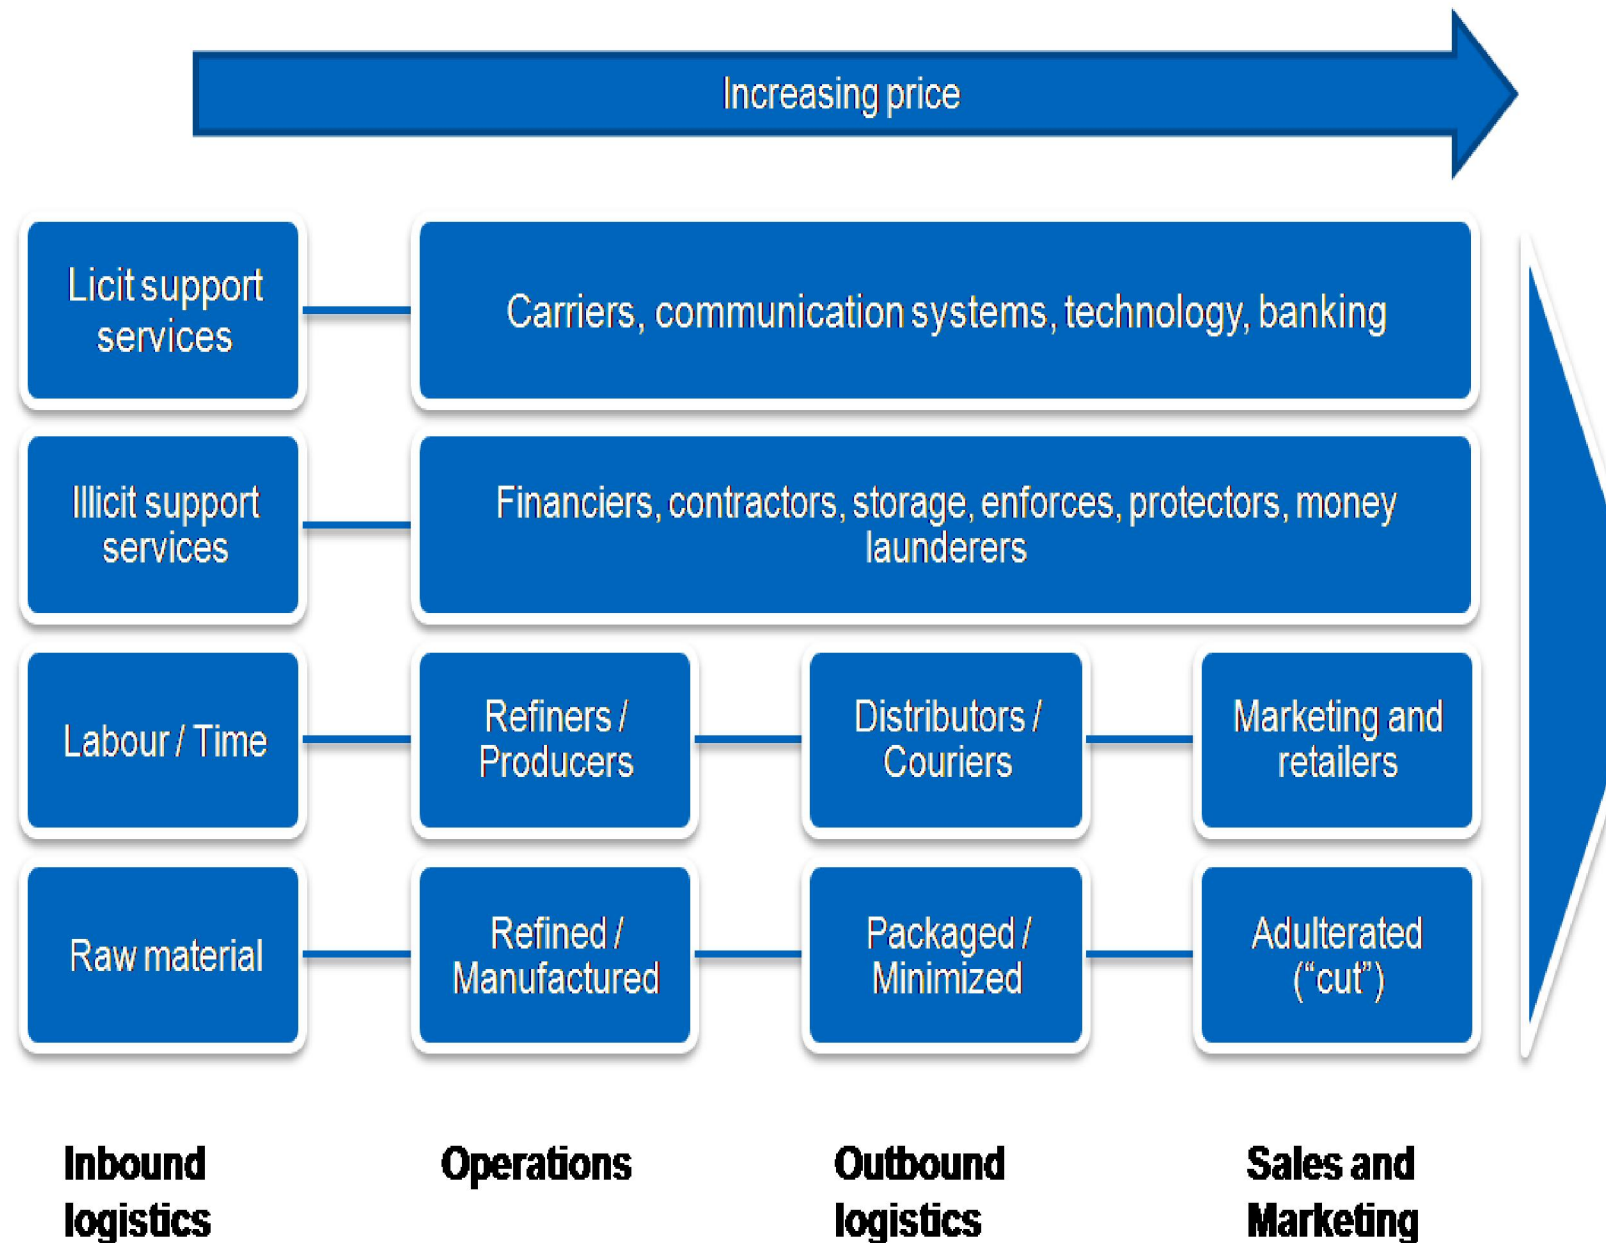 Increasing price
Licit support
services
Carriers, communication systems, technology, banking
Illicit support
services
Financiers, contractors, storage, enforces, protectors, money
launderers
Labour / Time
Refiners /
Producers
Distributors /
Couriers
Marketing and
retailers
Raw material
Refined /
Manufactured
Packaged /
Minimized
Adulterated
(“cut”)
Inbound
logistics
Operations
Outbound
logistics
Sales and
Marketing